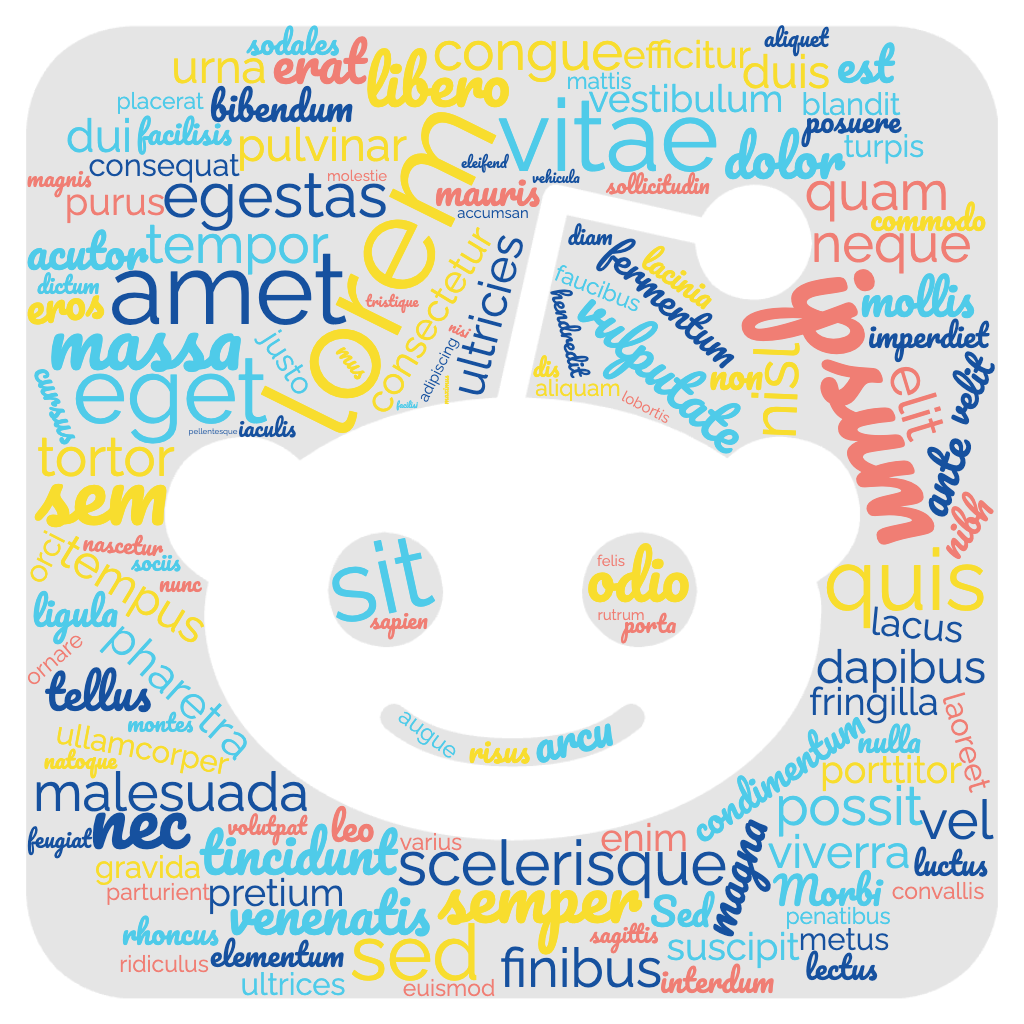 sodales
aliquet
urna
erat
libero
congue
efficitur
duis
est
mattis
placerat
bibendum
vestibulum
blandit
posuere
dui
facilisis
pulvinar
lorem
vitae
dolor
turpis
consequat
eleifend
magnis
molestie
vehicula
purus
egestas
mauris
accumsan
sollicitudin
quam
commodo
acutor
tempor
consectetur
ultricies
diam
fermentum
lacinia
neque
dictum
amet
tristique
faucibus
ipsum
mollis
eros
hendredit
vulputate
imperdiet
massa
justo
mus
nisi
adipiscing
nisl
cursus
eget
dis
aliquam
non
elit
ante velit
facilisi
lobortis
pellentesque
iaculis
tortor
sem
nibh
orci
nascetur
sociis
nunc
tempus
sit
sapien
felis
odio
rutrum
porta
quis
ligula
lacus
ornare
pharetra
dapibus
tellus
fringilla
montes
augue
risus
arcu
laoreet
ullamcorper
natoque
condimentum
nulla
porttitor
malesuada
possit
vel
feugiat
nec
volutpat
leo
varius
enim
magna
gravida
tincidunt
scelerisque
viverra
luctus
parturient
pretium
Morbi
convallis
venenatis
semper
Sed
penatibus
rhoncus
sagittis
suscipit
metus
ridiculus
elementum
sed
finibus
lectus
ultrices
euismod
interdum